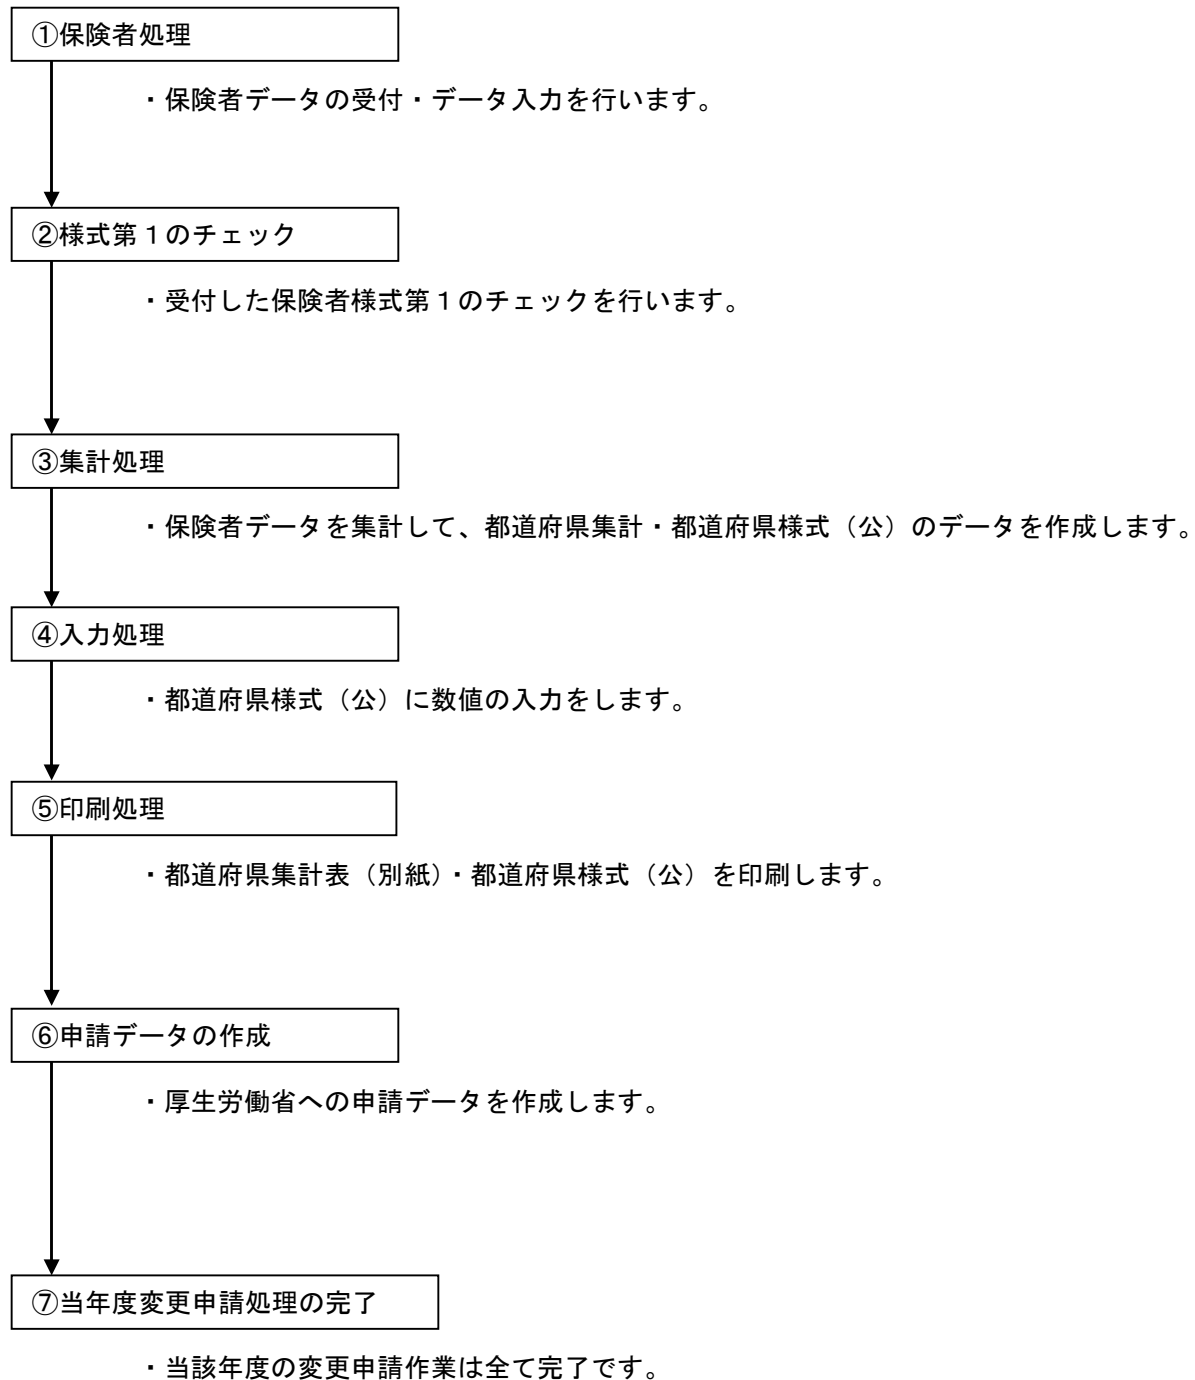 ①保険者処理
・保険者データの受付・データ入力を行います。
②様式第１のチェック
・受付した保険者様式第１のチェックを行います。
③集計処理
・保険者データを集計して、都道府県集計・都道府県様式（公）のデータを作成します。
④入力処理
・都道府県様式（公）に数値の入力をします。
⑤印刷処理
・都道府県集計表（別紙）・都道府県様式（公）を印刷します。
⑥申請データの作成
・厚生労働省への申請データを作成します。
⑦当年度変更申請処理の完了
・当該年度の変更申請作業は全て完了です。